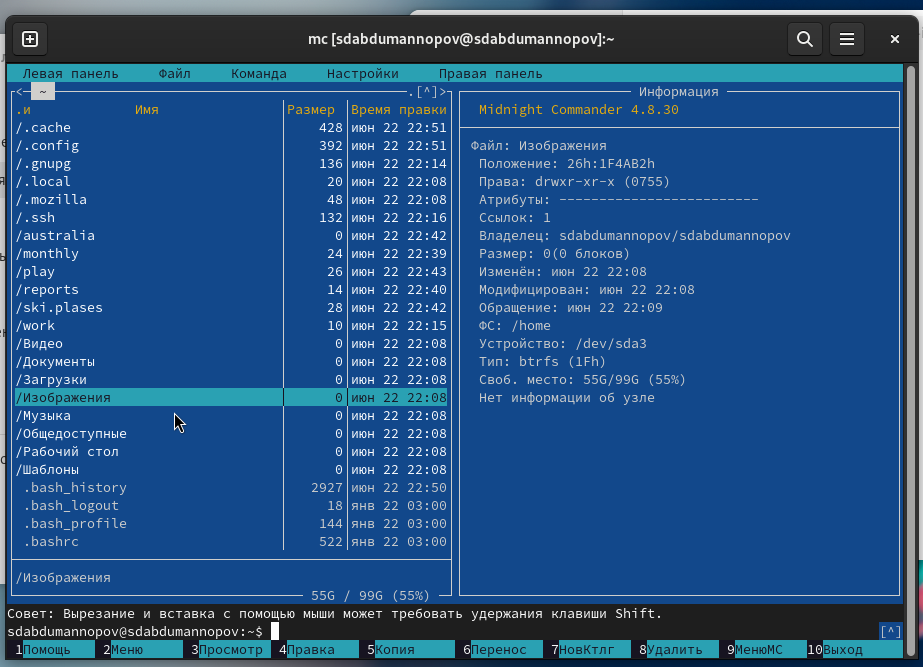 mc [sdabdumannopov@sdabdumannopov]:~
Левая панель Файл Команда Настройки Правая панель
<─ ~ .[^]>
.и Имя Размер Время правки
/.cache 428 июн 22 22:51
/.config 392 июн 22 22:51
/.gnupg 136 июн 22 22:14
/.local 20 июн 22 22:08
/.mozilla 48 июн 22 22:08
/.ssh 132 июн 22 22:16
/australia 0 июн 22 22:42
/monthly 24 июн 22 22:39
/play 26 июн 22 22:43
/reports 14 июн 22 22:40
/ski.plases 28 июн 22 22:42
/work 10 июн 22 22:15
/Видео 0 июн 22 22:08
/Документы 0 июн 22 22:08
/Загрузки 0 июн 22 22:08
/Изображения 0 июн 22 22:08
/Музыка 0 июн 22 22:08
/Общедоступные 0 июн 22 22:08
/Рабочий стол 0 июн 22 22:08
/Шаблоны 0 июн 22 22:08
.bash_history 2927 июн 22 22:50
.bash_logout 18 янв 22 03:00
.bash_profile 144 янв 22 03:00
.bashrc 522 янв 22 03:00
/Изображения
55G / 99G (55%)
Информация
Midnight Commander 4.8.30
Файл: Изображения
Положение: 26h:1F4AB2h
Права: drwxr-xr-x (0755)
Атрибуты: -------------------------
Ссылок: 1
Владелец: sdabdumannopov/sdabdumannopov
Размер: 0(0 блоков)
Изменён: июн 22 22:08
Модифицирован: июн 22 22:08
Обращение: июн 22 22:09
ФС: /home
Устройство: /dev/sda3
Тип: btrfs (1Fh)
Своб. место: 55G/99G (55%)
Нет информации об узле
Совет: Вырезание и вставка с помощью мыши может требовать удержания клавиши Shift.
sdabdumannopov@sdabdumannopov:~$ [^]
1Помощь 2Меню 3Просмотр 4Правка 5Копия 6Перенос 7НовКтлг 8Удалить 9МенюMC 10Выход